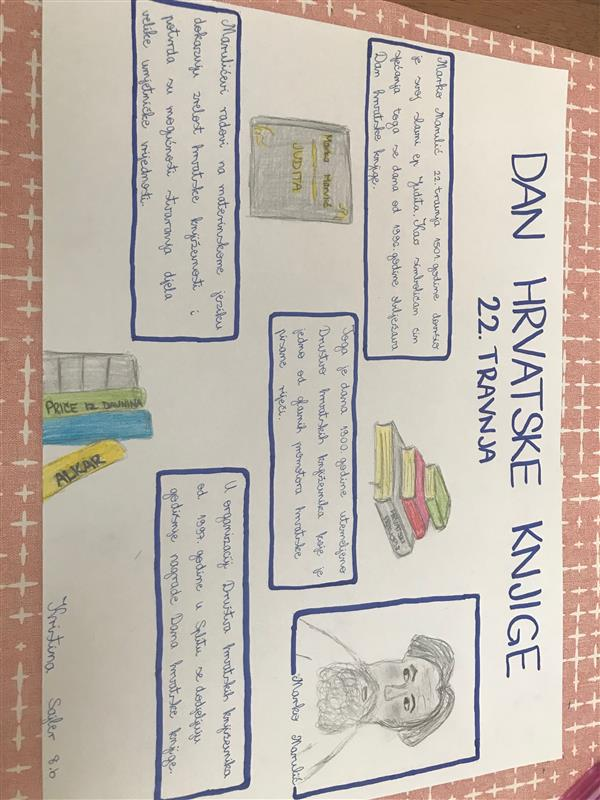 DAN HRVATSKE KNJIGE
22. TRAVNJA
Marko Marulić 22. travnja 1501. godine dovršio
je svoj slavni ep Judita. Kao simboličan čin
sjećanja toga se dana od 1996. godine obilježava
Dan hrvatske knjige.
Marko Marulić
JUDITA
Marulićevi radovi na materinskome jeziku
dokazuju zrelost hrvatske književnosti i
potvrda su mogućnosti stvaranja djela
velike umjetničke vrijednosti.
HRVATSKI
Toga je dana 1900. godine utemeljeno
Društvo hrvatskih književnika koje je
jedno od glavnih promotora hrvatske
pisane riječi.
PRIČE IZ DAVNINA
ALKAR
Marko Marulić
U organizaciji Društva hrvatskih književnika
od 1997. godine u Splitu se dodjeljuju
godišnje nagrade Dana hrvatske knjige.
Kristina Sajler 8.b